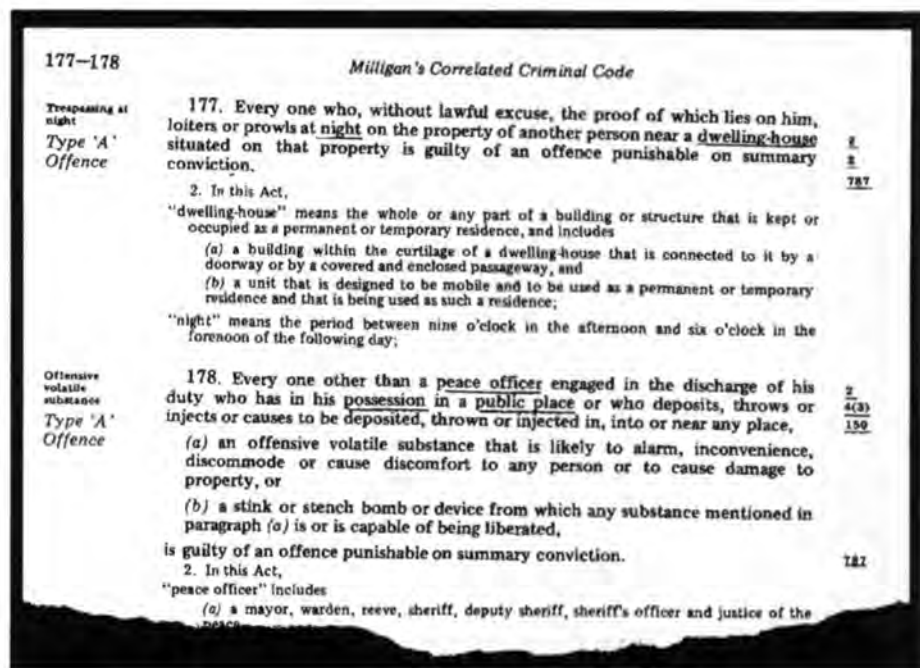 177–178
Milligan's Correlated Criminal Code
Trespassing at
night
Type 'A'
Offence
177. Every one who, without lawful excuse, the proof of which lies on him,
loiters or prowls at night on the property of another person near a dwelling-house
situated on that property is guilty of an offence punishable on summary
conviction.
2
2
787
2. In this Act,
"dwelling-house" means the whole or any part of a building or structure that is kept or
occupied as a permanent or temporary residence, and includes
(a) a building within the curtilage of a dwelling-house that is connected to it by a
doorway or by a covered and enclosed passageway, and
(b) a unit that is designed to be mobile and to be used as a permanent or temporary
residence and that is being used as such a residence;
"night" means the period between nine o'clock in the afternoon and six o'clock in the
forenoon of the following day;
Offensive
volatile
substance
Type 'A'
Offence
178. Every one other than a peace officer engaged in the discharge of his
duty who has in his possession in a public place or who deposits, throws or
injects or causes to be deposited, thrown or injected in, into or near any place,
2
4(3)
150
(a) an offensive volatile substance that is likely to alarm, inconvenience,
discommode or cause discomfort to any person or to cause damage to
property, or
(b) a stink or stench bomb or device from which any substance mentioned in
paragraph (a) is or is capable of being liberated,
is guilty of an offence punishable on summary conviction.
787
2. In this Act,
"peace officer" includes
(a) a mayor, warden, reeve, sheriff, deputy sheriff, sheriff's officer and justice of the
peace